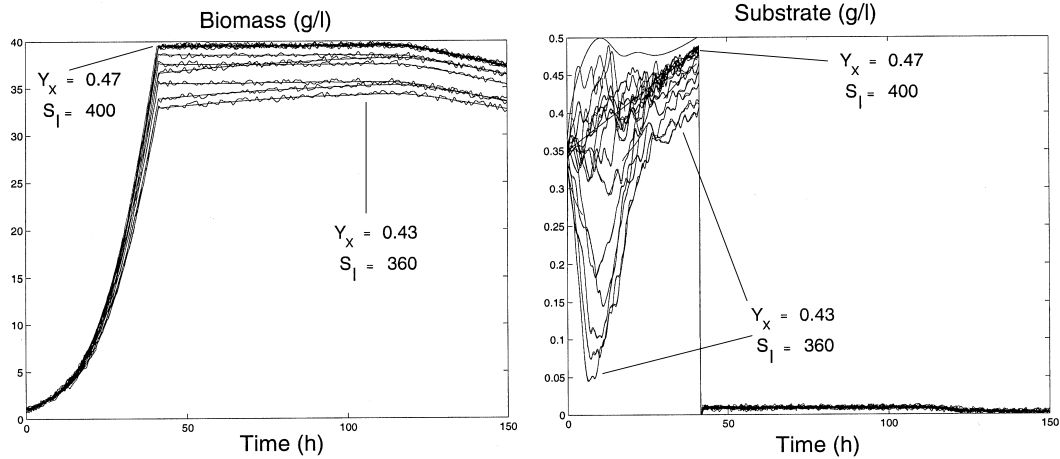 Biomass (g/l)
40
35
30
25
20
15
10
5
0
0
50
100
150
Time (h)
Y_X = 0.47
S_I = 400
Y_X = 0.43
S_I = 360
Substrate (g/l)
0.5
0.45
0.4
0.35
0.3
0.25
0.2
0.15
0.1
0.05
0
0
50
100
150
Time (h)
Y_X = 0.47
S_I = 400
Y_X = 0.43
S_I = 360